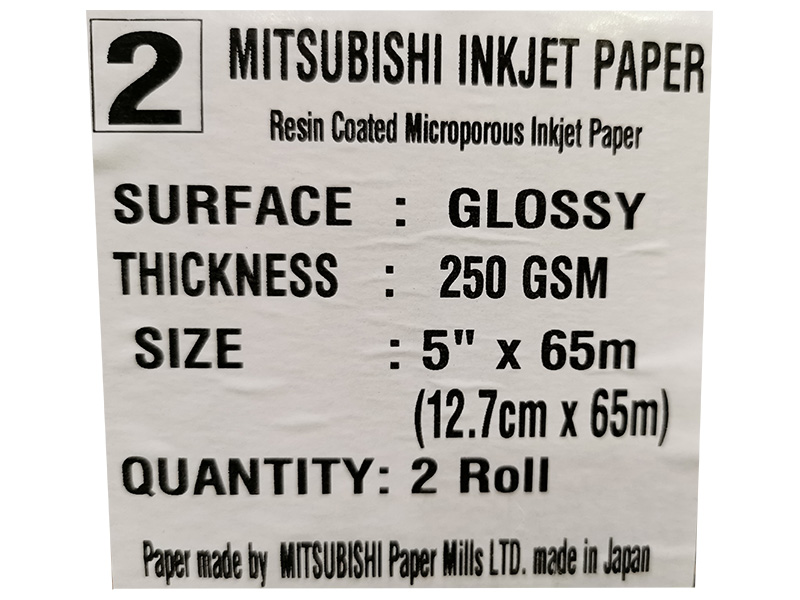 2
MITSUBISHI INKJET PAPER
Resin Coated Microporous Inkjet Paper
SURFACE : GLOSSY
THICKNESS : 250 GSM
SIZE : 5" x 65m
(12.7cm x 65m)
QUANTITY: 2 Roll
Paper made by MITSUBISHI Paper Mills LTD. made in Japan